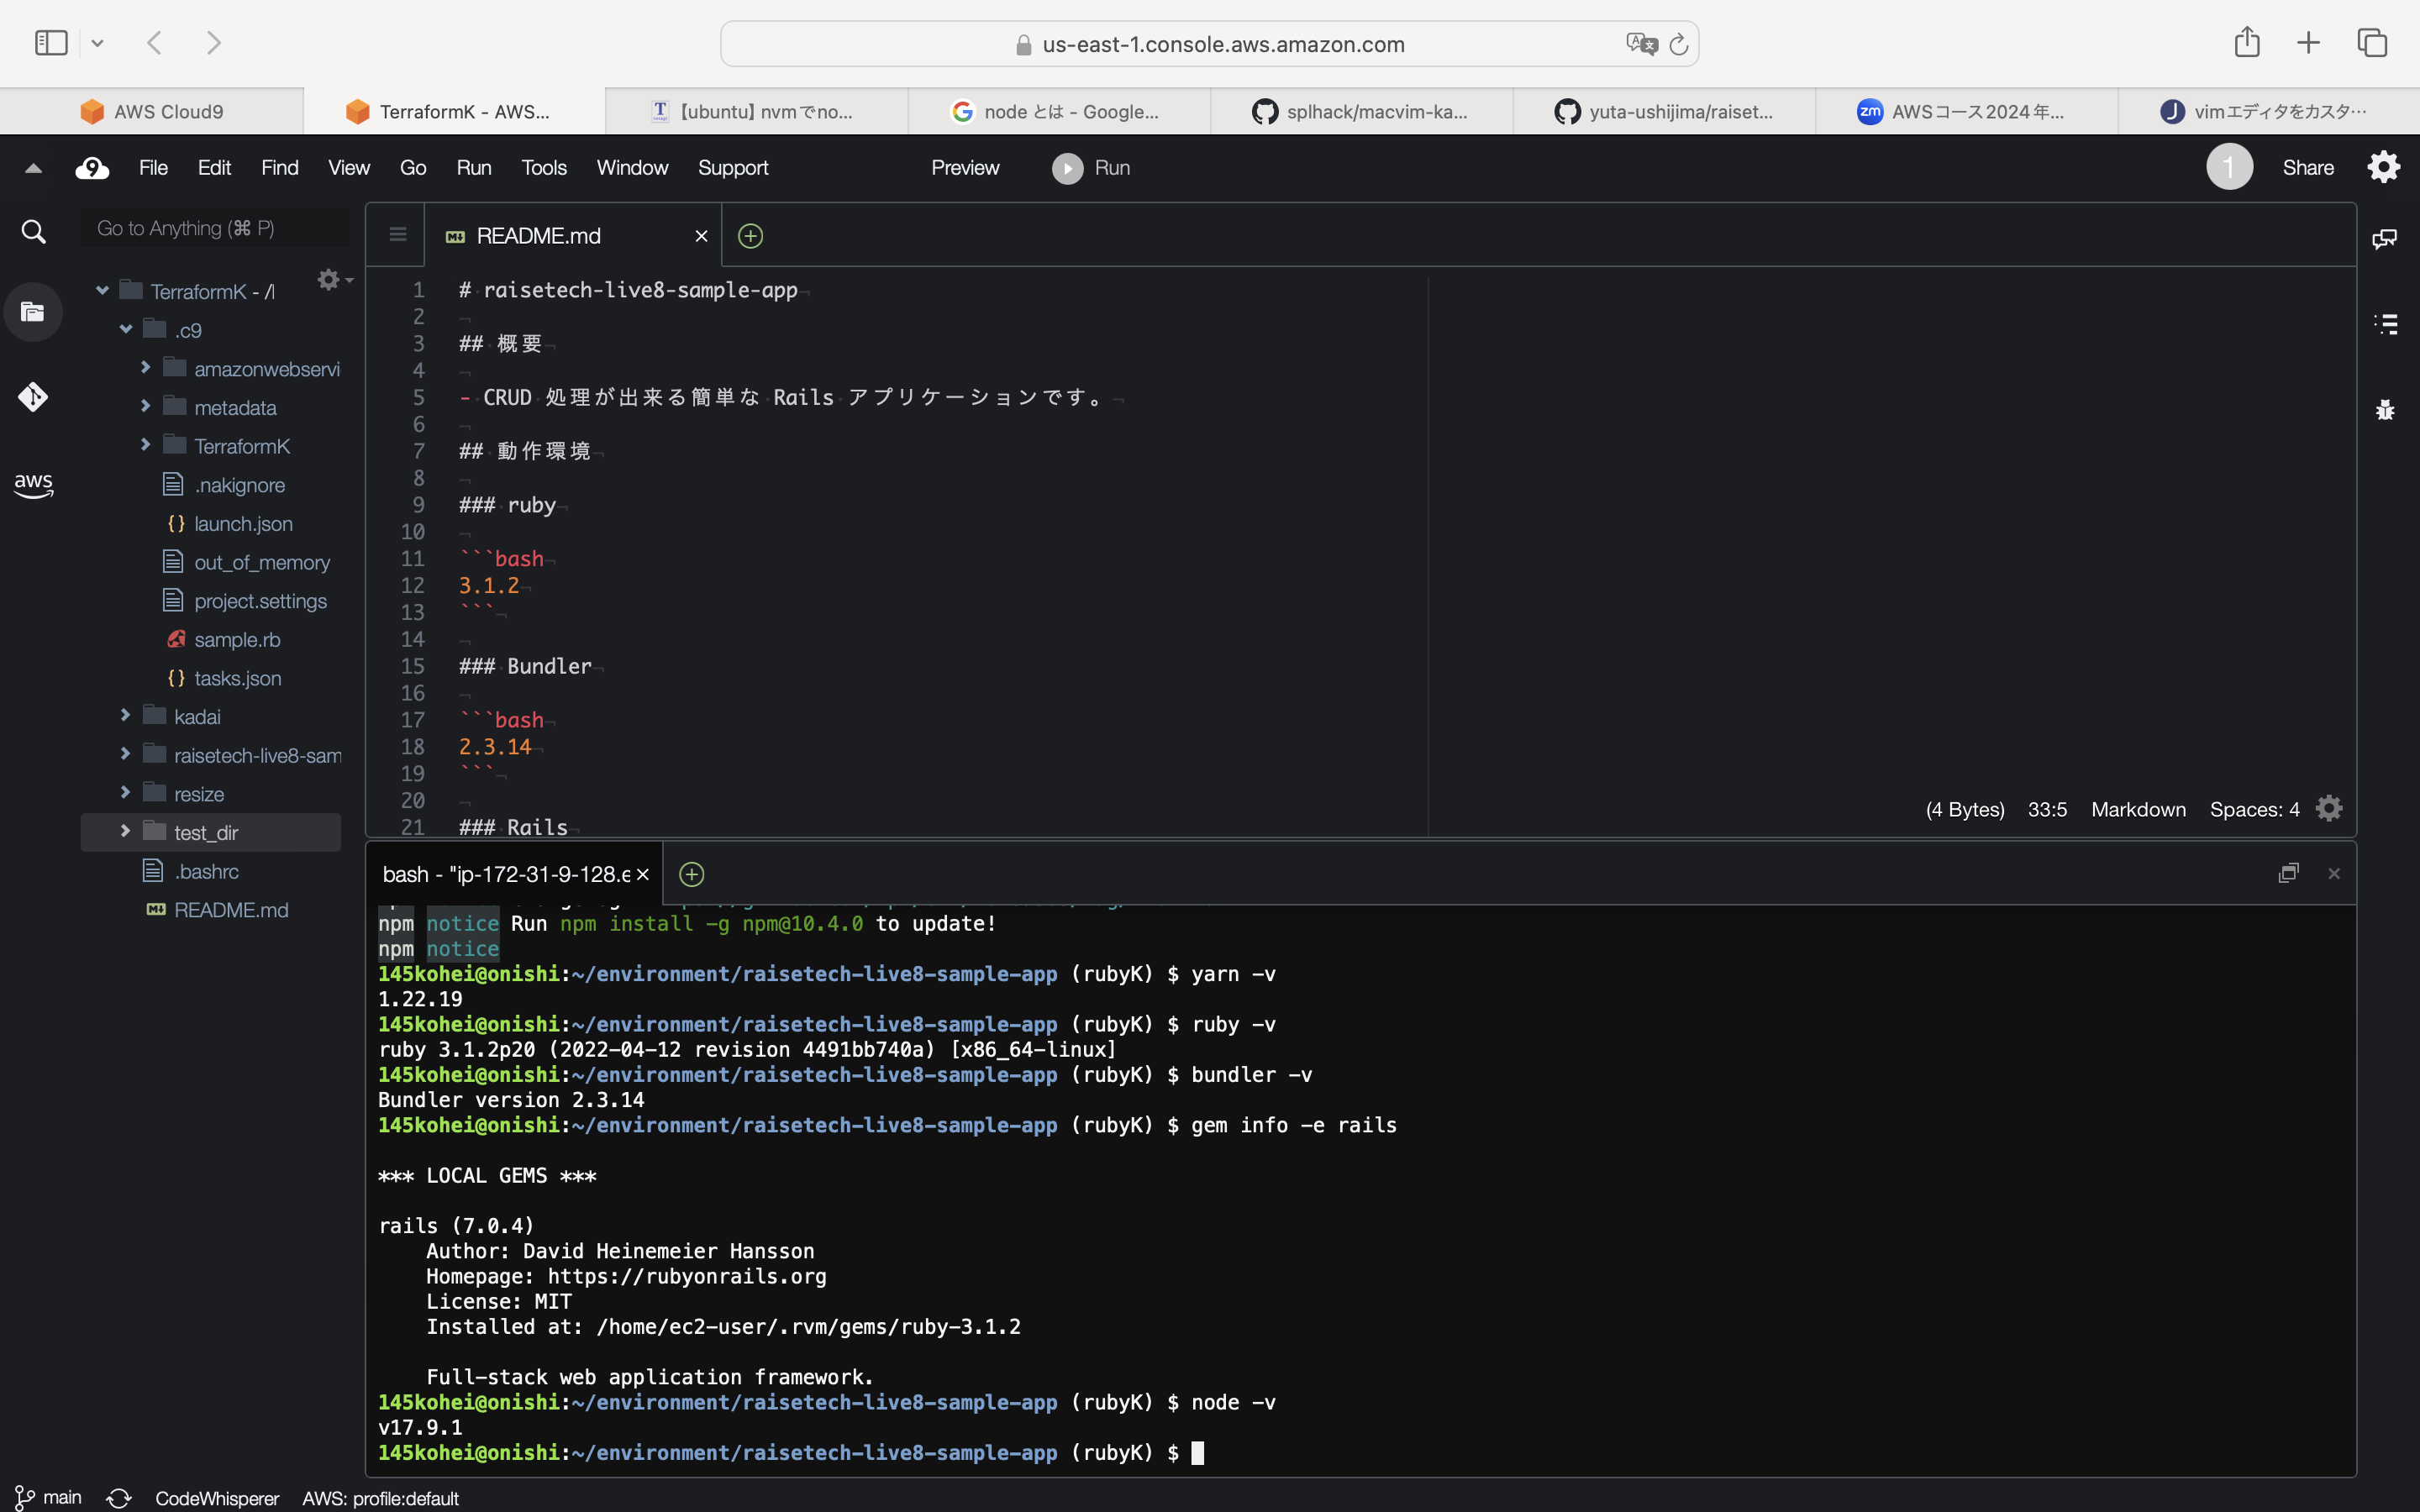 us-east-1.console.aws.amazon.com
AWS Cloud9
TerraformK - AWS...
T
【ubuntu】nvmでno...
node とは - Google...
splhack/macvim-ka...
yuta-ushijima/raiset...
zm
AWSコース2024年...
J
vimエディタをカスタ…
9
File Edit Find View Go Run Tools Window Support Preview Run
1
Share
Go to Anything (⌘ P)
TerraformK - /l
.c9
amazonwebservi
metadata
TerraformK
.nakignore
{} launch.json
out_of_memory
project.settings
sample.rb
{} tasks.json
kadai
raisetech-live8-sam
resize
test_dir
.bashrc
README.md
aws
README.md
1 # raisetech-live8-sample-app
2
3 ## 概要
4
5 - CRUD 処理が出来る簡単な Rails アプリケーションです。
6
7 ## 動作環境
8
9 ### ruby
10
11 ```bash
12 3.1.2
13 ```
14
15 ### Bundler
16
17 ```bash
18 2.3.14
19 ```
20
21 ### Rails
(4 Bytes) 33:5 Markdown Spaces: 4
bash - "ip-172-31-9-128.e
npm notice Run npm install -g npm@10.4.0 to update!
npm notice
145kohei@onishi:~/environment/raisetech-live8-sample-app (rubyK) $ yarn -v
1.22.19
145kohei@onishi:~/environment/raisetech-live8-sample-app (rubyK) $ ruby -v
ruby 3.1.2p20 (2022-04-12 revision 4491bb740a) [x86_64-linux]
145kohei@onishi:~/environment/raisetech-live8-sample-app (rubyK) $ bundler -v
Bundler version 2.3.14
145kohei@onishi:~/environment/raisetech-live8-sample-app (rubyK) $ gem info -e rails
*** LOCAL GEMS ***
rails (7.0.4)
Author: David Heinemeier Hansson
Homepage: https://rubyonrails.org
License: MIT
Installed at: /home/ec2-user/.rvm/gems/ruby-3.1.2
Full-stack web application framework.
145kohei@onishi:~/environment/raisetech-live8-sample-app (rubyK) $ node -v
v17.9.1
145kohei@onishi:~/environment/raisetech-live8-sample-app (rubyK) $
main CodeWhisperer AWS: profile:default